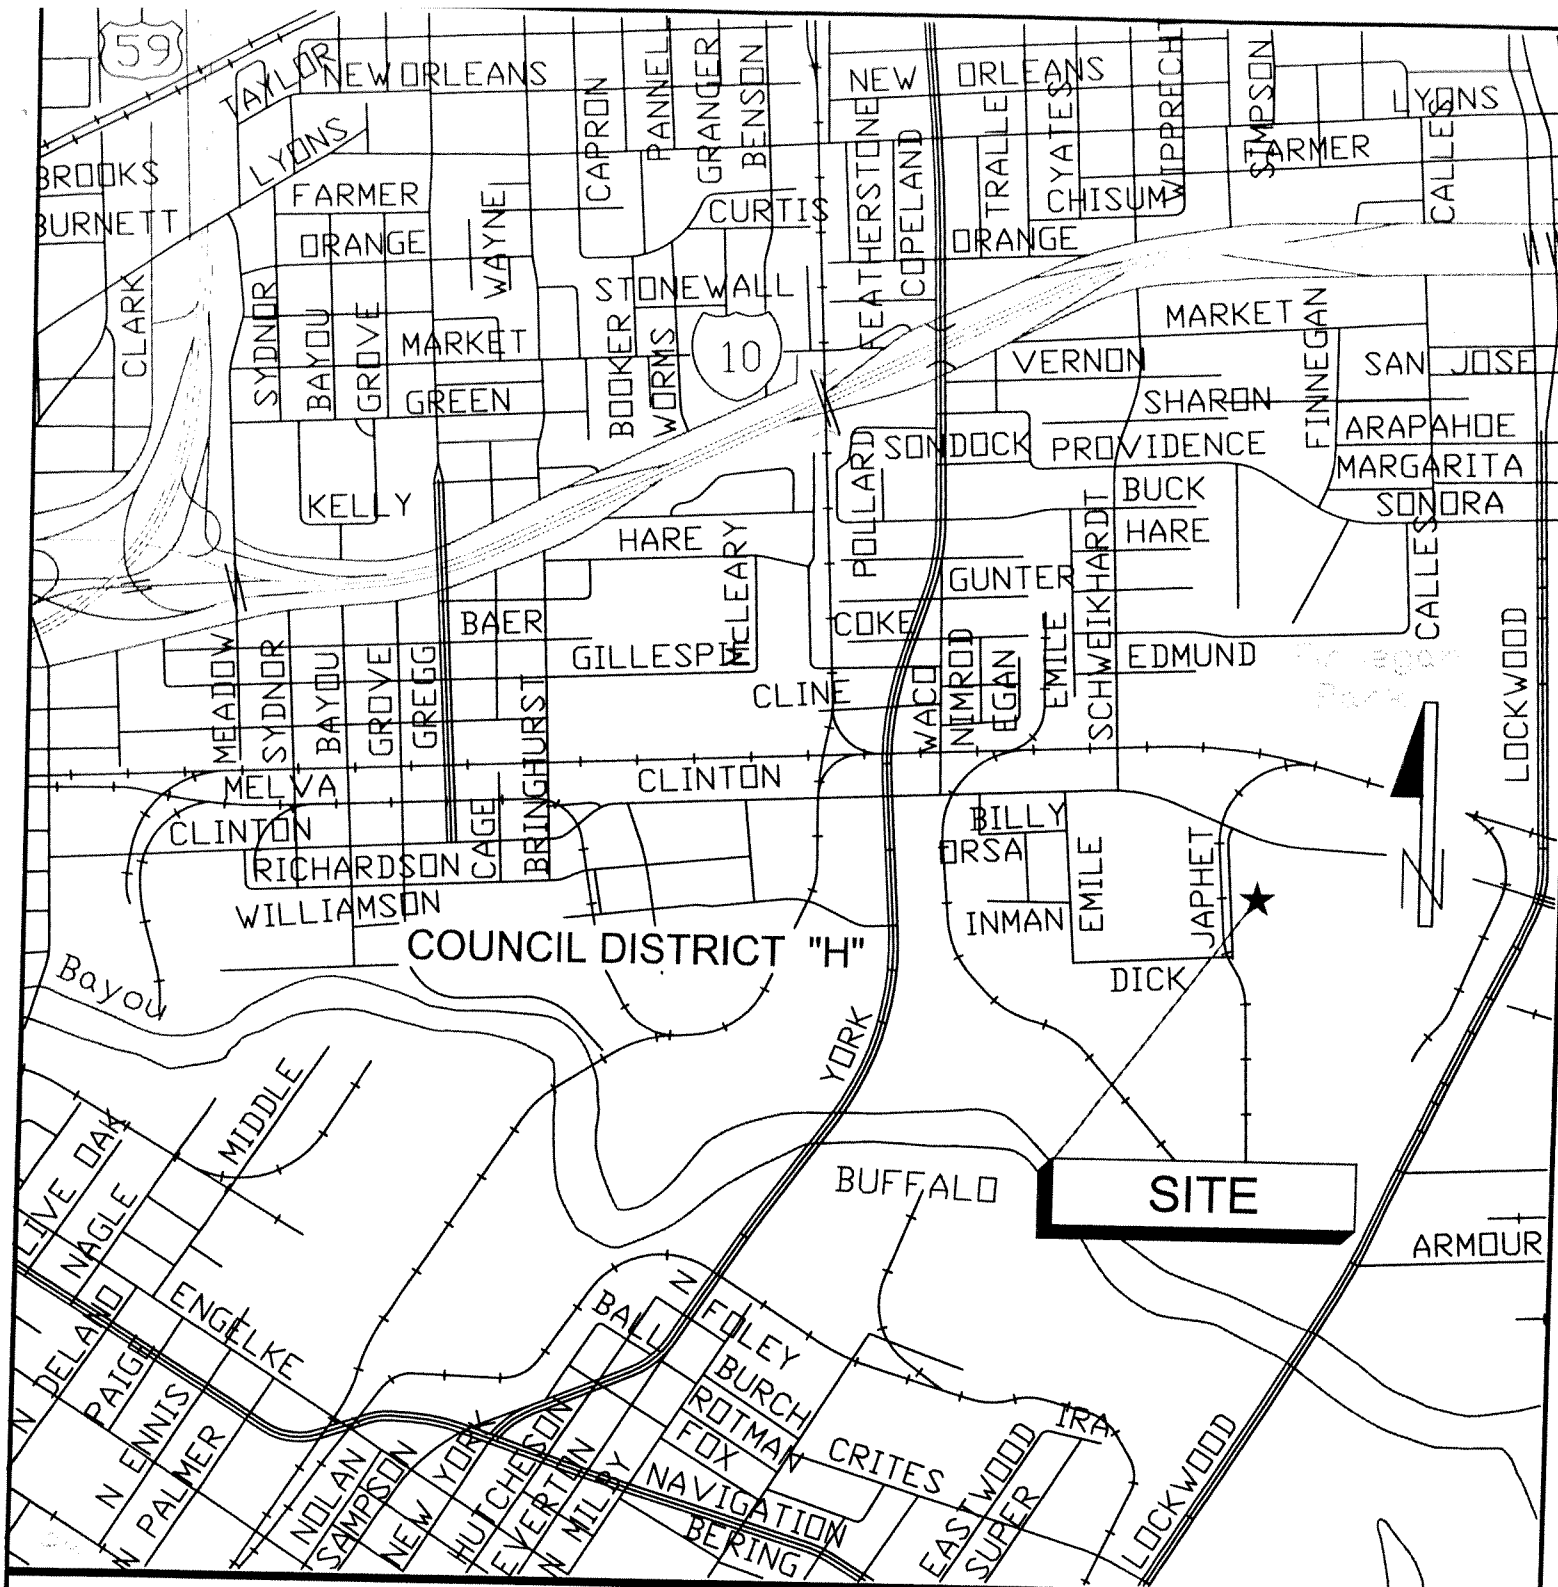 59
TAYLOR
NEW ORLEANS
CAPRON
PANNEL
GRANGER
BENSON
NEW ORLEANS
WIPPRECHT
SIMPSON
LYONS
LYONS
BROOKS
BURNETT
FARMER
ORANGE
WAYNE
CURTIS
FEATHERSTONE
COPELAND
TRALLE
YATES
CHISUM
FARMER
CALLES
ORANGE
CLARK
SYDNOR
BAYOU
GROVE
MARKET
GREEN
STONEWALL
BOOKER
WORMS
10
MARKET
VERNON
FINNEGAN
SAN JOSE
SHARON
ARAPAHOE
SONDOCK
PROVIDENCE
MARGARITA
KELLY
POLLARD
BUCK
SONORA
HARE
MCLEARY
SCHWEIKHARDT
HARE
CALLES
GUNTER
BAER
COKE
GILLESPIE
MEADOW
SYDNOR
BAYOU
GROVE
GREGG
BRINGHURST
CLINE
WACO
NIMROD
EGAN
EMILE
EDMUND
Finnegan
Park
LOCKWOOD
MELVA
CLINTON
CLINTON
CAGE
RICHARDSON
WILLIAMSON
BILLY
ORSA
EMILE
JAPHET
INMAN
N
COUNCIL DISTRICT "H"
DICK
Bayou
YORK
MIDDLE
LIVE OAK
NAGLE
BUFFALO
SITE
ARMOUR
ENGELKE
N DELANO
PAIGE
N ENNIS
N PALMER
BALL
N
FOLEY
BURCH
ROTMAN
FOX
NAVIGATION
BERING
NOLAN
SAMPSON
NEW YORK
HUTCHESON
EVERTON
N MILBY
CRITES
EASTWOOD
SUPER
IRA
LOCKWOOD